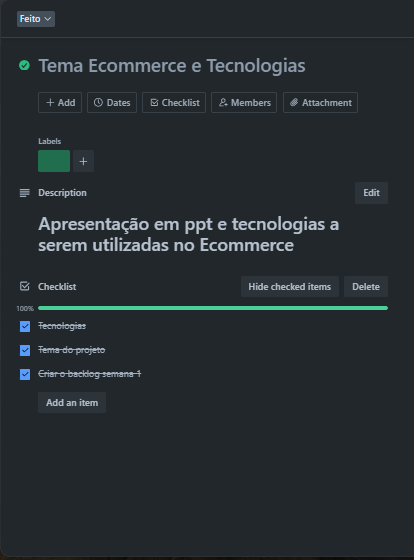 Feito
Tema Ecommerce e Tecnologias
+ Add
Dates
Checklist
Members
Attachment
Labels
+
Description
Edit
Apresentação em ppt e tecnologias a
serem utilizadas no Ecommerce
Checklist
Hide checked items
Delete
100%
Tecnologias
Tema do projeto
Criar o backlog semana 1
Add an item